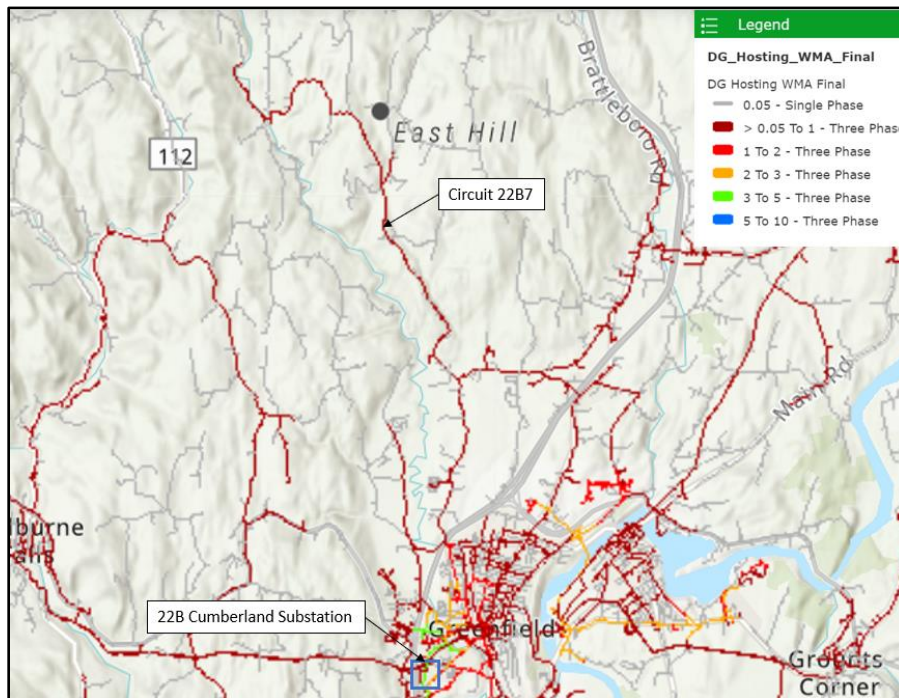 Legend
DG_Hosting_WMA_Final
DG Hosting WMA Final
0.05 - Single Phase
> 0.05 To 1 - Three Phase
1 To 2 - Three Phase
2 To 3 - Three Phase
3 To 5 - Three Phase
5 To 10 - Three Phase
Brattleboro Rd
East Hill
112
Circuit 22B7
Main Rd
lburne
alls
22B Cumberland Substation
Greenfield
Corner